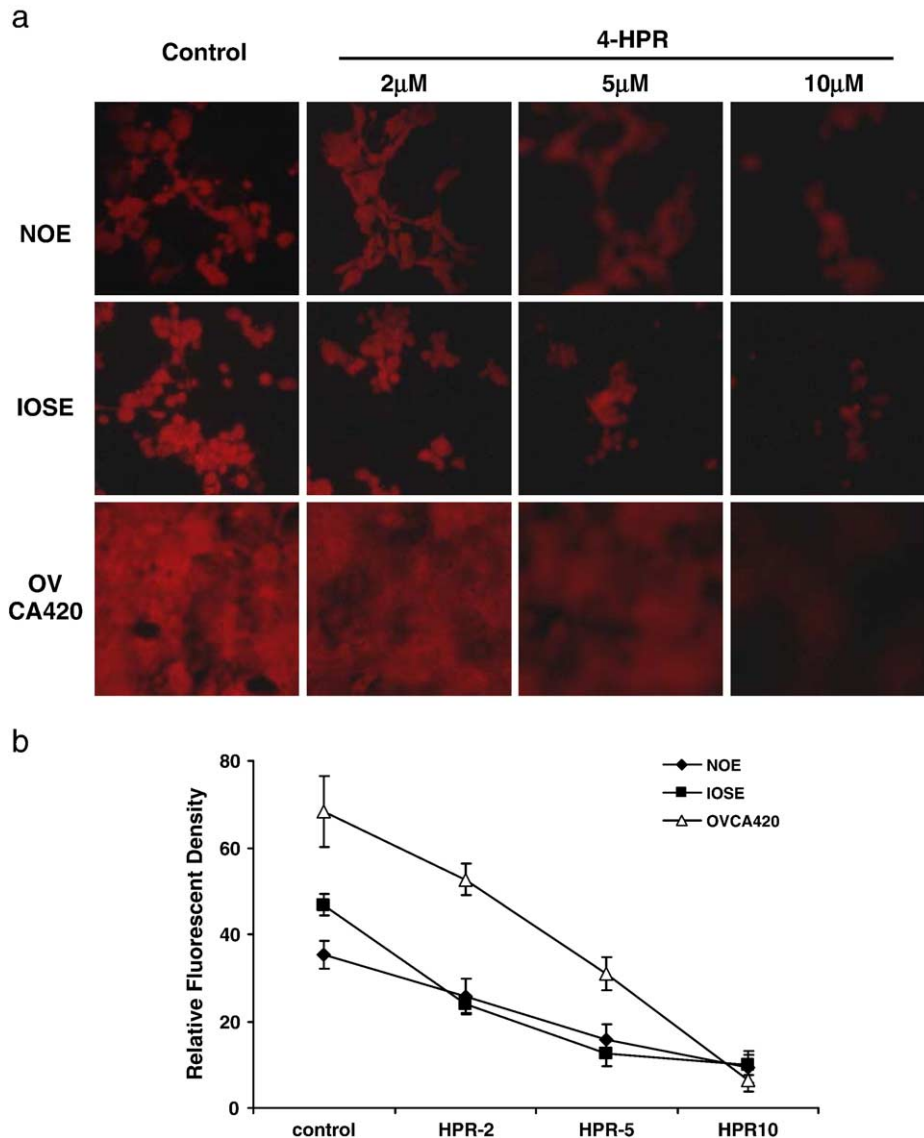 a
Control
4-HPR
2μM 5μM 10μM
NOE
IOSE
OV
CA420
b
80
60
40
20
0
Relative Fluorescent Density
NOE
IOSE
OVCA420
control HPR-2 HPR-5 HPR10